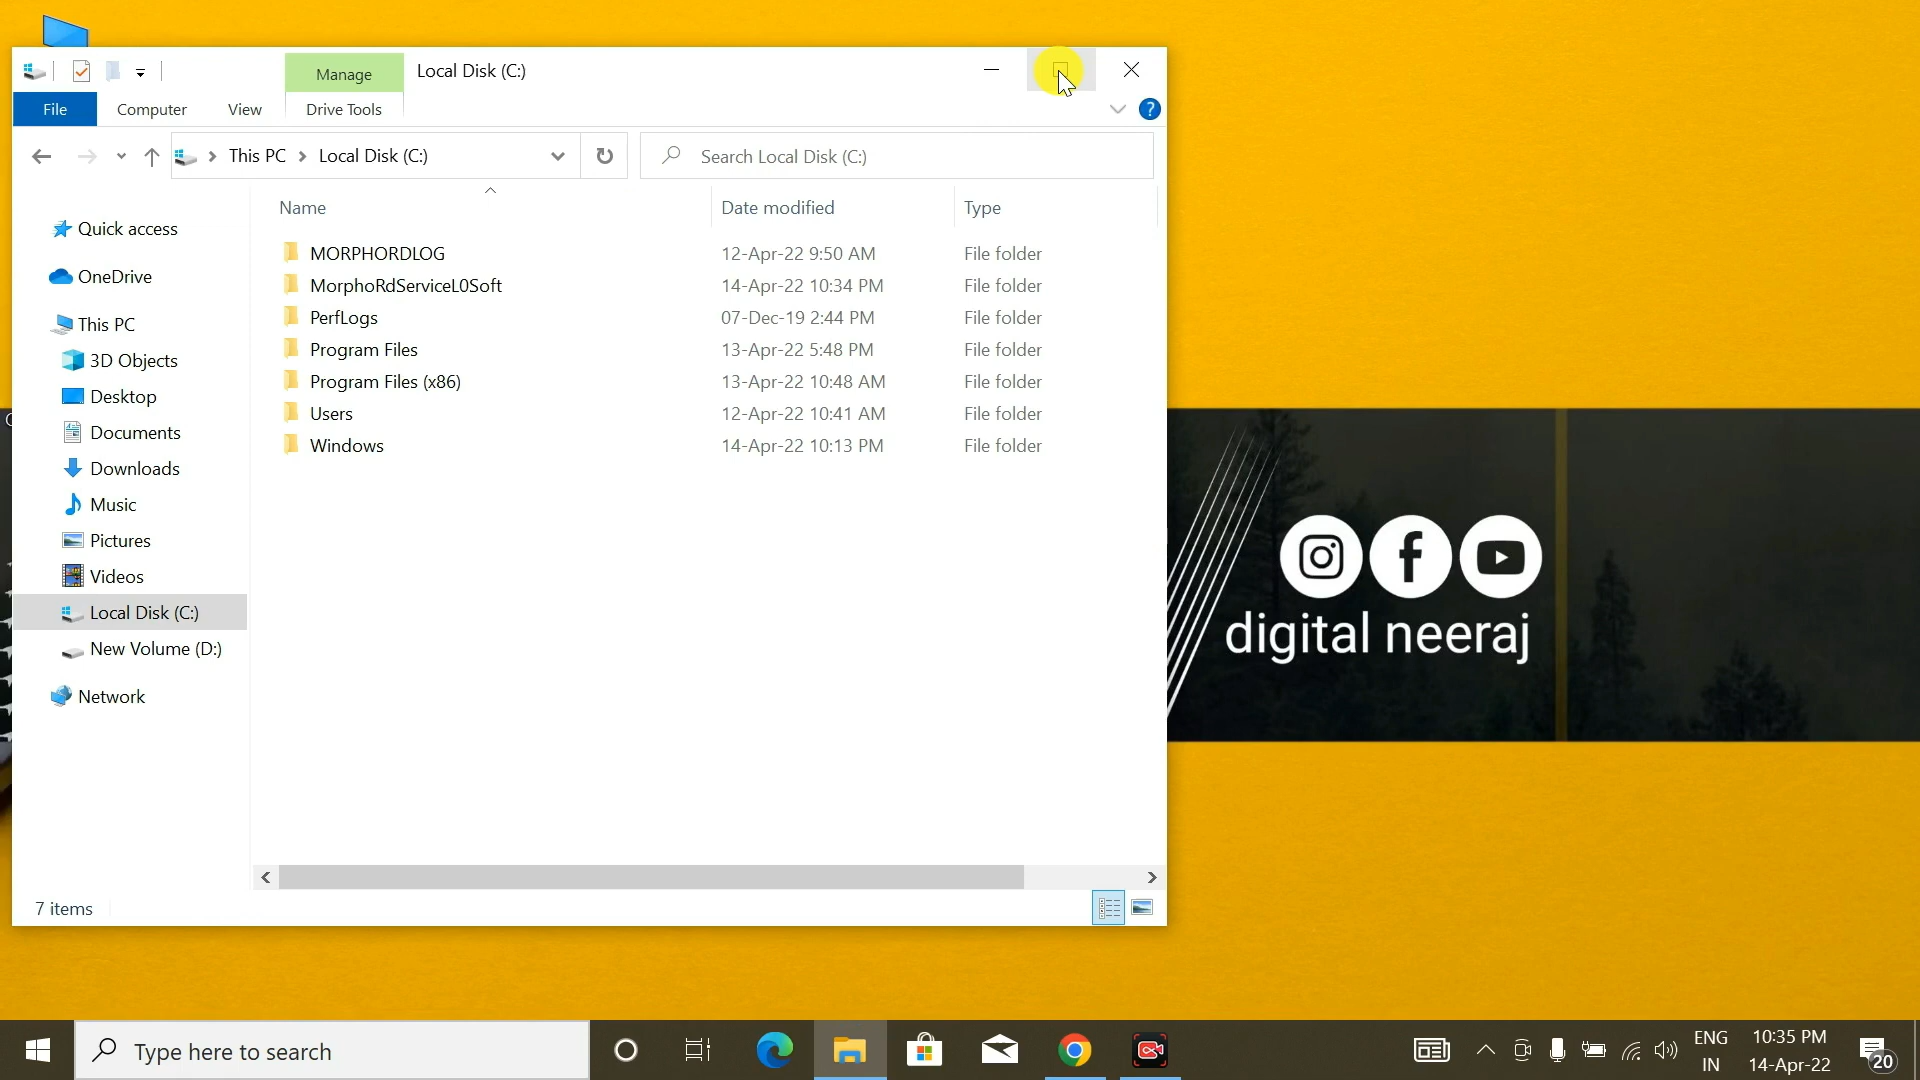 Manage
Local Disk (C:)
File
Computer
View
Drive Tools
?
This PC
Local Disk (C:)
Search Local Disk (C:)
Name
Date modified
Type
Quick access
OneDrive
This PC
3D Objects
Desktop
Documents
Downloads
Music
Pictures
Videos
Local Disk (C:)
New Volume (D:)
Network
MORPHORDLOG 12-Apr-22 9:50 AM File folder
MorphoRdServiceL0Soft 14-Apr-22 10:34 PM File folder
PerfLogs 07-Dec-19 2:44 PM File folder
Program Files 13-Apr-22 5:48 PM File folder
Program Files (x86) 13-Apr-22 10:48 AM File folder
Users 12-Apr-22 10:41 AM File folder
Windows 14-Apr-22 10:13 PM File folder
7 items
digital neeraj
Type here to search
ENG
IN
10:35 PM
14-Apr-22
20